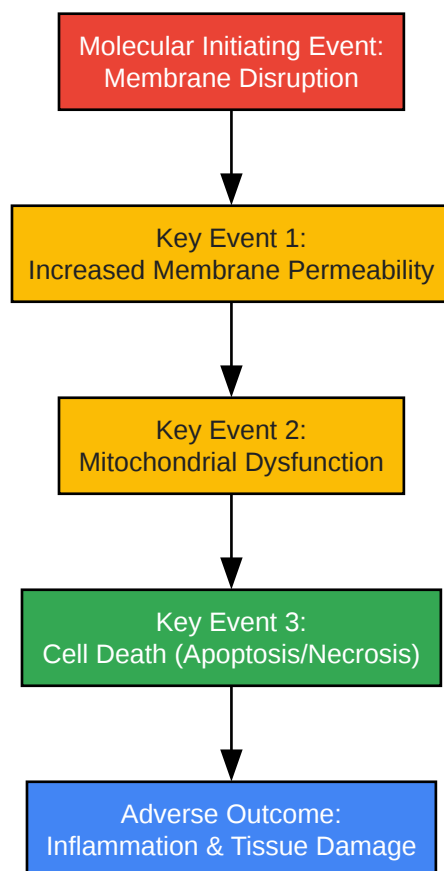 Molecular Initiating Event:
Membrane Disruption
Key Event 1:
Increased Membrane Permeability
Key Event 2:
Mitochondrial Dysfunction
Key Event 3:
Cell Death (Apoptosis/Necrosis)
Adverse Outcome:
Inflammation & Tissue Damage